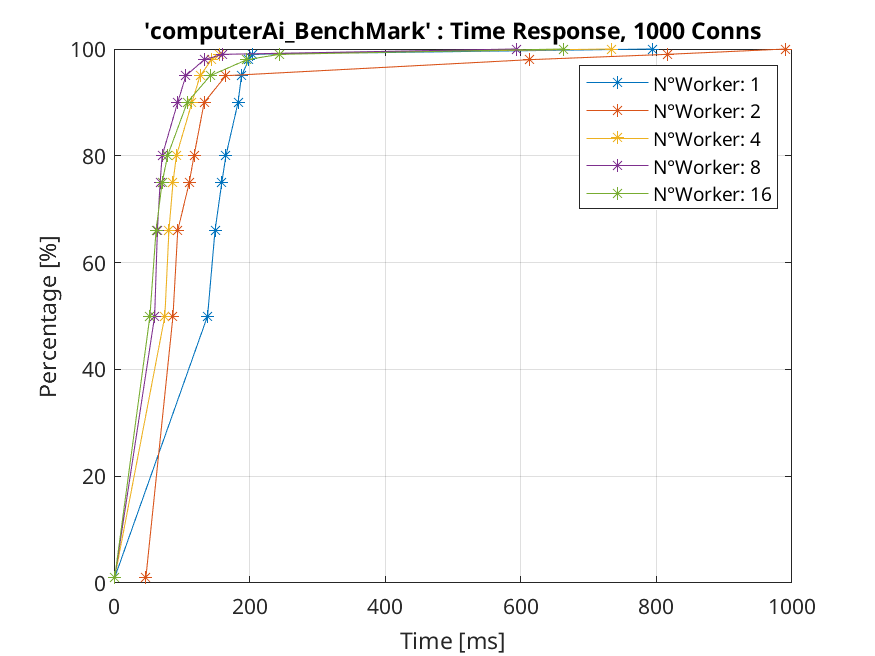 'computerAi_BenchMark' : Time Response, 1000 Conns
100
80
60
40
20
0
Percentage [%]
N°Worker: 1
N°Worker: 2
N°Worker: 4
N°Worker: 8
N°Worker: 16
0 200 400 600 800 1000
Time [ms]